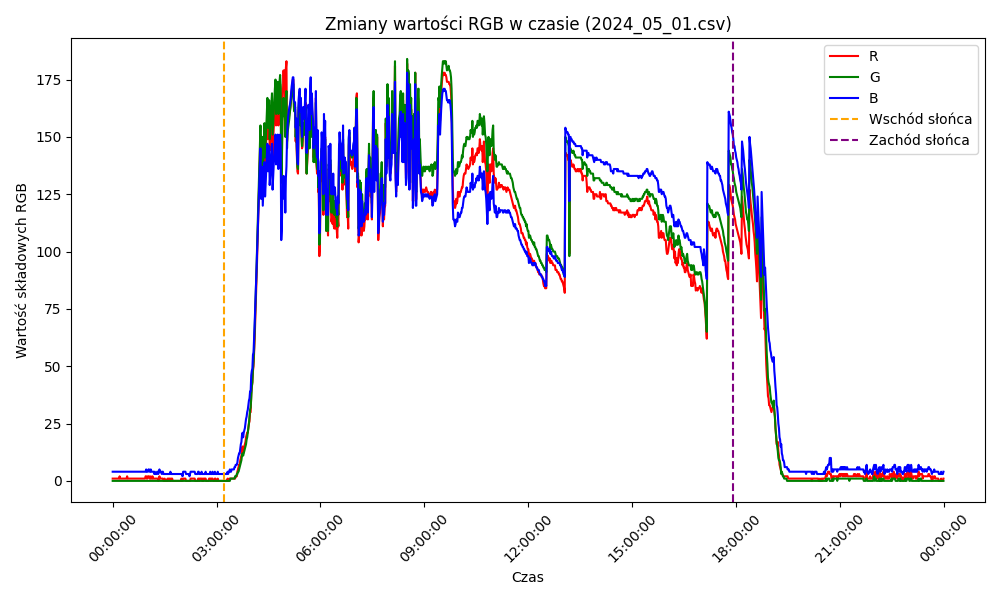 Zmiany wartości RGB w czasie (2024_05_01.csv)
R
G
B
Wschód słońca
Zachód słońca
Wartość składowych RGB
175
150
125
100
75
50
25
0
00:00:00
03:00:00
06:00:00
09:00:00
12:00:00
15:00:00
18:00:00
21:00:00
00:00:00
Czas